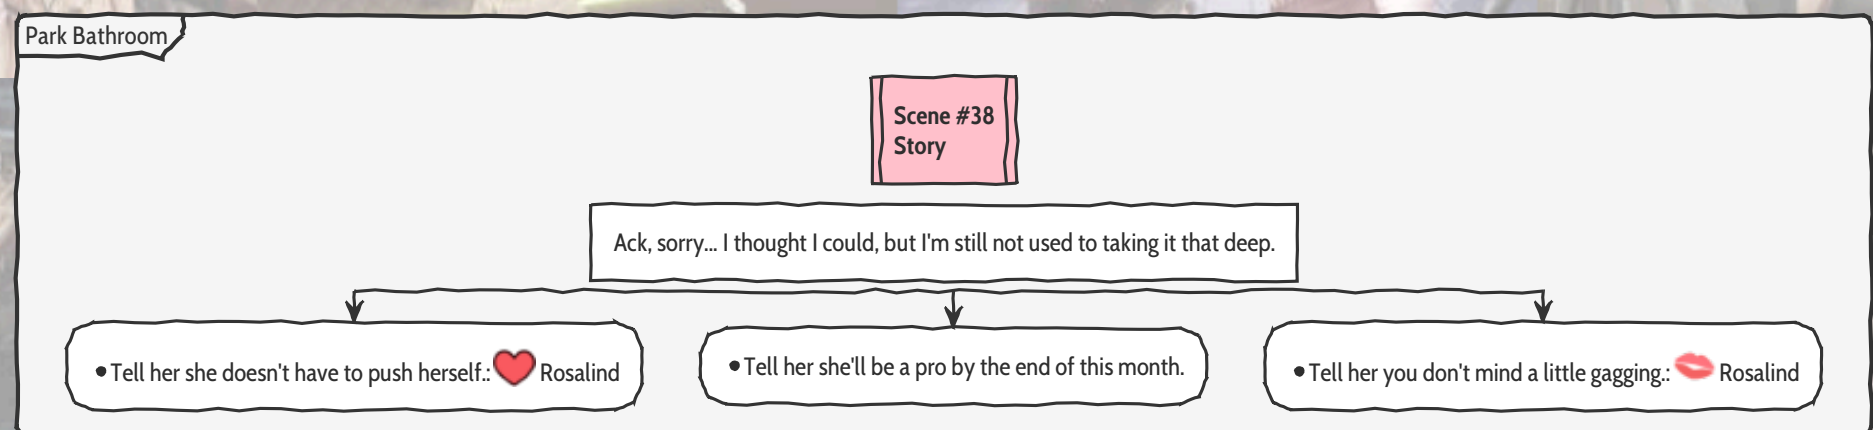 Park Bathroom
Scene #38
Story
Ack, sorry... I thought I could, but I'm still not used to taking it that deep.
•Tell her she doesn't have to push herself.: ❤ Rosalind
•Tell her she'll be a pro by the end of this month.
•Tell her you don't mind a little gagging.: 💋 Rosalind